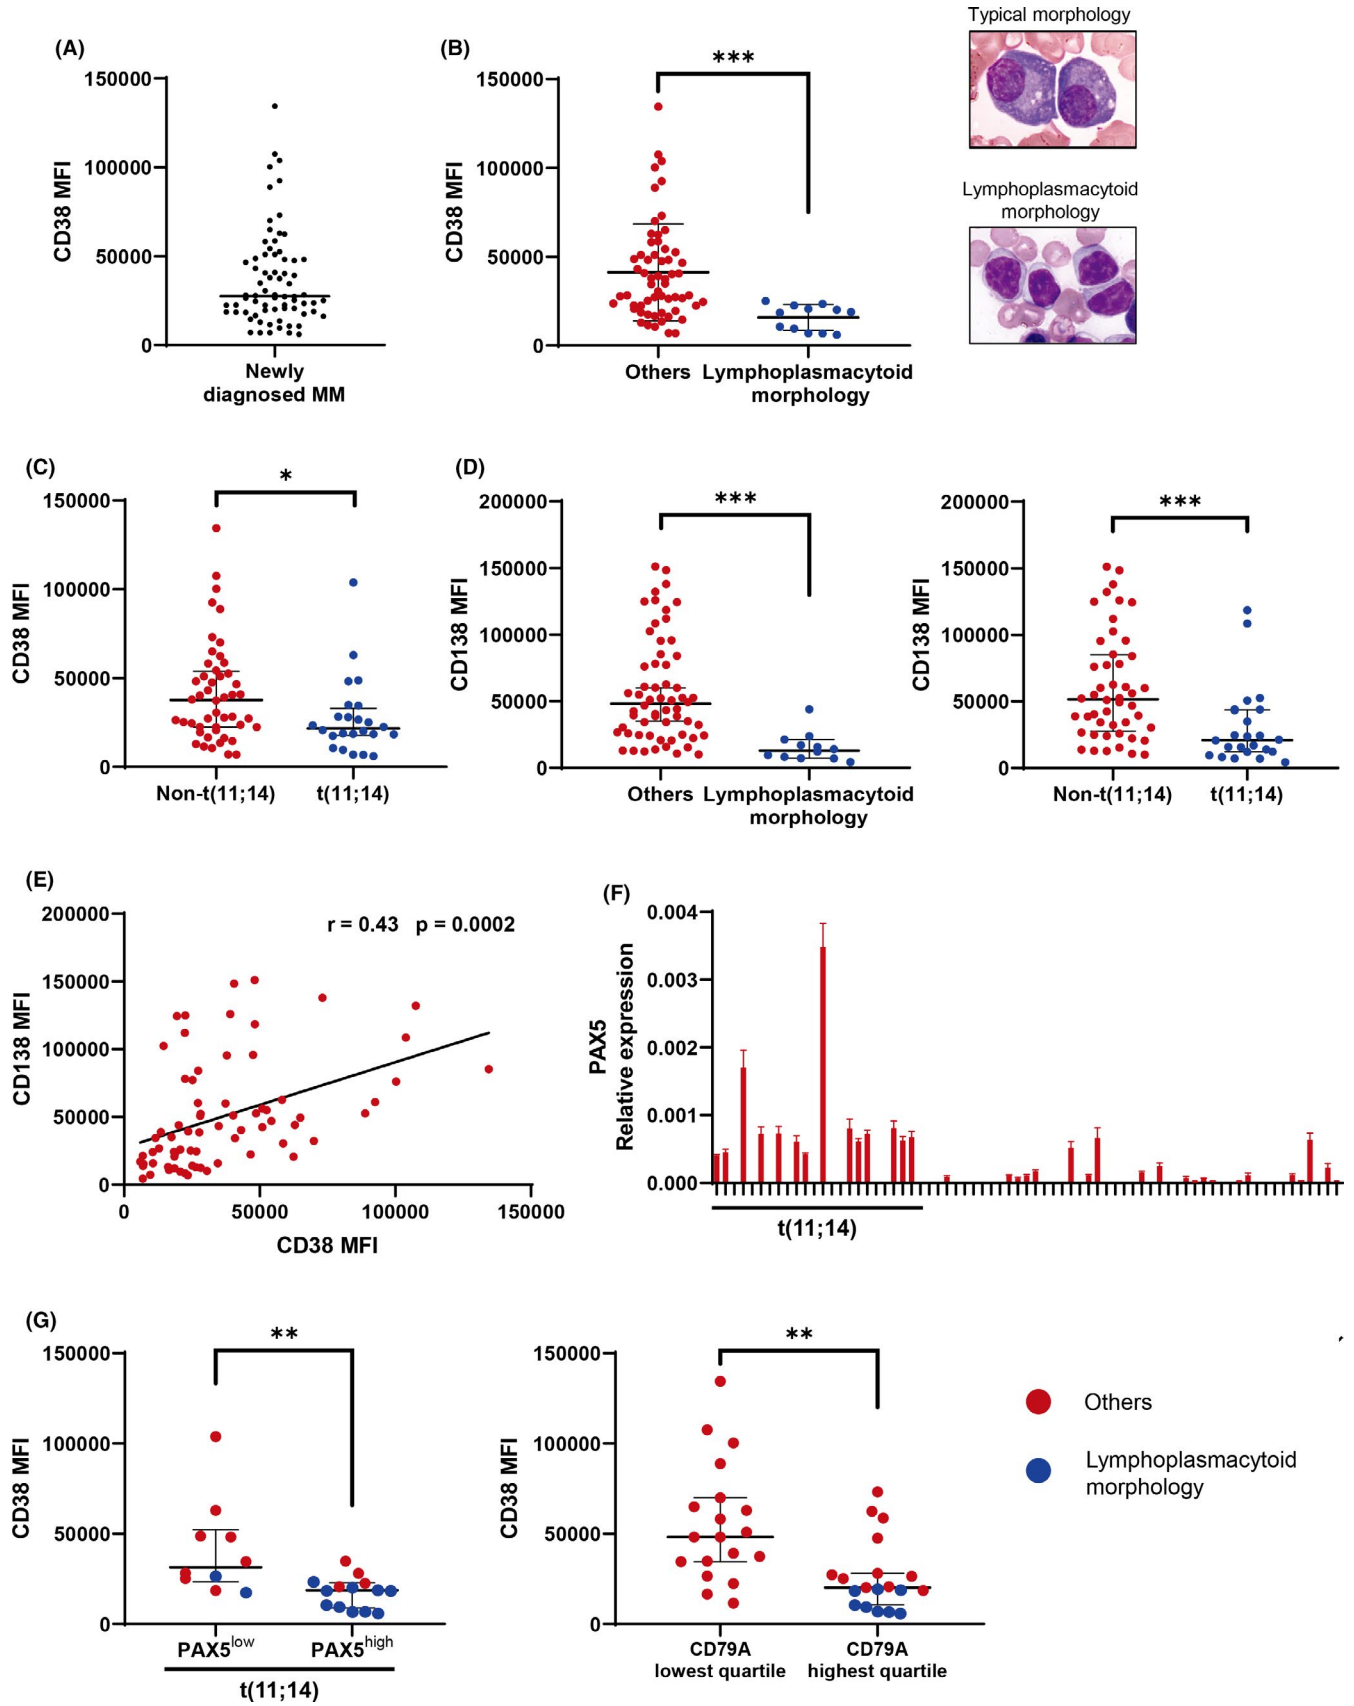 (A)
150000
100000
50000
0
CD38 MFI
Newly
diagnosed MM
(B)
***
150000
100000
50000
0
CD38 MFI
Others
Lymphoplasmacytoid
morphology
Typical morphology
Lymphoplasmacytoid
morphology
(C)
*
150000
100000
50000
0
CD38 MFI
Non-t(11;14)
t(11;14)
(D)
***
200000
150000
100000
50000
0
CD138 MFI
Others
Lymphoplasmacytoid
morphology
***
200000
150000
100000
50000
0
CD138 MFI
Non-t(11;14)
t(11;14)
(E)
r = 0.43 p = 0.0002
200000
150000
100000
50000
0
CD138 MFI
0
50000
100000
150000
CD38 MFI
(F)
0.004
0.003
0.002
0.001
0.000
PAX5
Relative expression
t(11;14)
(G)
**
150000
100000
50000
0
CD38 MFI
PAX5low
PAX5high
t(11;14)
**
150000
100000
50000
0
CD38 MFI
CD79A
lowest quartile
CD79A
highest quartile
Others
Lymphoplasmacytoid
morphology